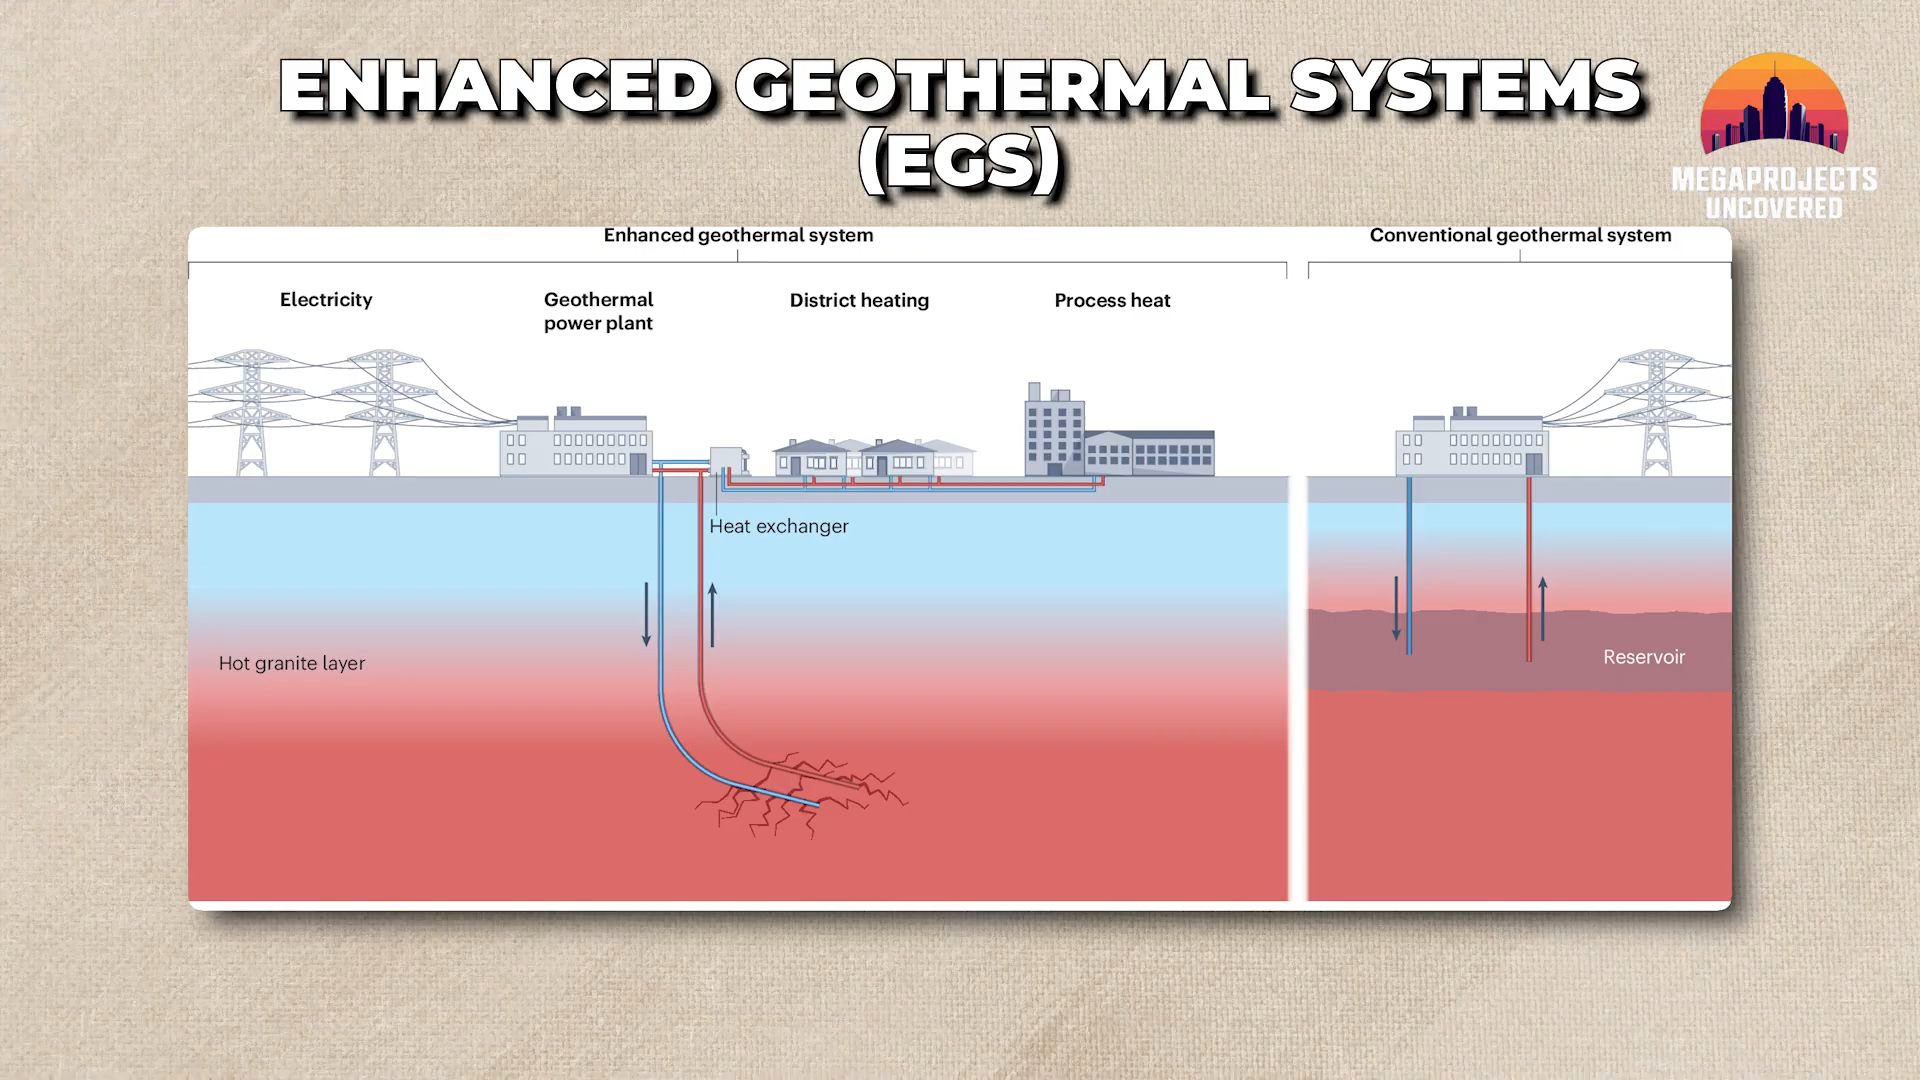 ENHANCED GEOTHERMAL SYSTEMS
(EGS)
MEGAPROJECTS
UNCOVERED
Enhanced geothermal system
Conventional geothermal system
Electricity
Geothermal
power plant
District heating
Process heat
Heat exchanger
Hot granite layer
Reservoir